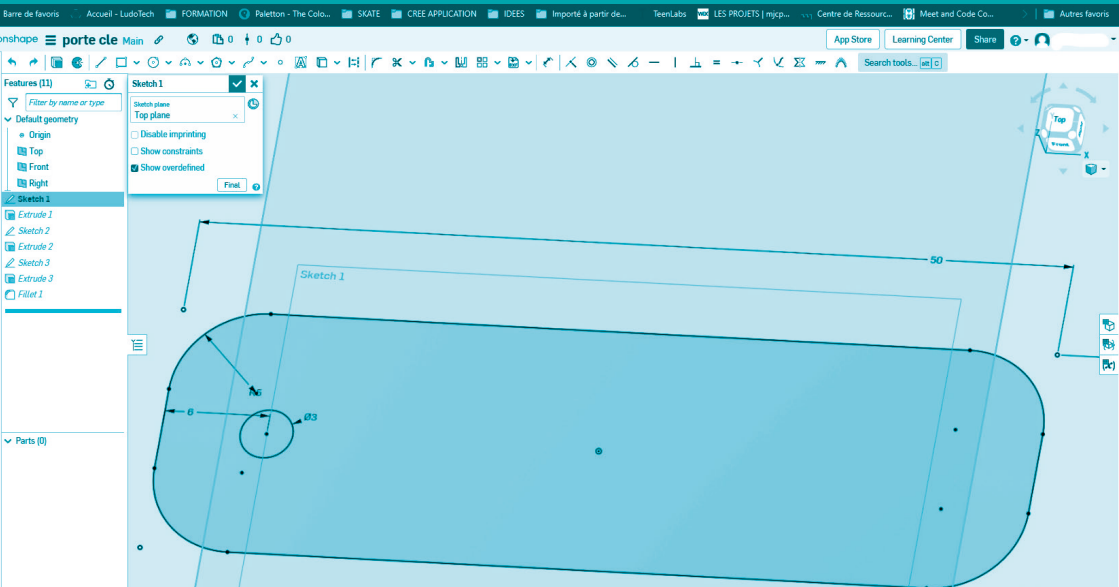 Barre de favoris Accueil - LudoTech FORMATION Paletton - The Colo... SKATE CREE APPLICATION IDEES Importé à partir de... TeenLabs WIX LES PROJETS | mjcp... Centre de Ressourc... Meet and Code Co... Autres favoris
onshape porte cle Main 0 0 0 App Store Learning Center Share
Search tools... alt C
Features (11)
Filter by name or type
Default geometry
Origin
Top
Front
Right
Sketch 1
Extrude 1
Sketch 2
Extrude 2
Sketch 3
Extrude 3
Fillet 1
Parts (0)
Sketch 1
Sketch plane
Top plane
Disable imprinting
Show constraints
Show overdefined
Final
Top
Front
Z
X
50
Sketch 1
6
Ø3
(x)